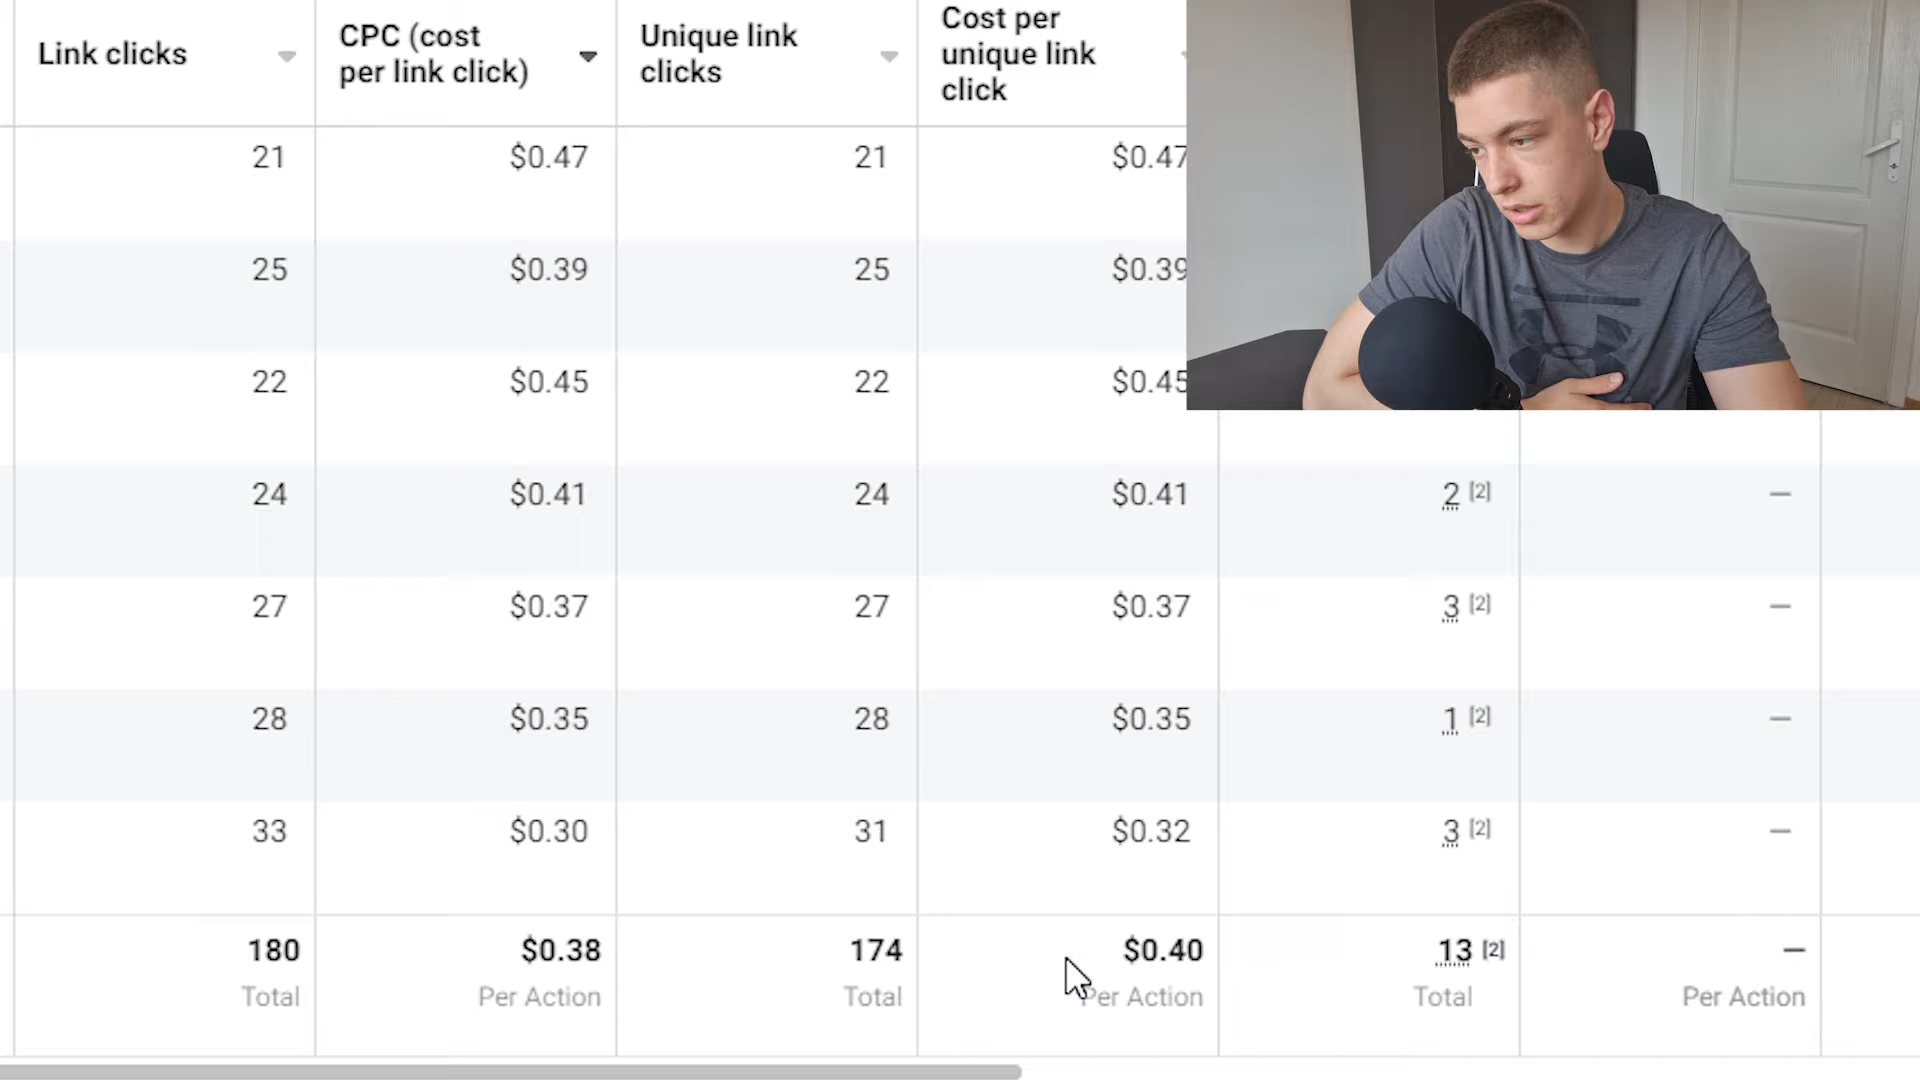 Link clicks
CPC (cost
per link click)
Unique link
clicks
Cost per
unique link
click
21 $0.47 21 $0.47
25 $0.39 25 $0.39
22 $0.45 22 $0.45
24 $0.41 24 $0.41 2 [2] —
27 $0.37 27 $0.37 3 [2] —
28 $0.35 28 $0.35 1 [2] —
33 $0.30 31 $0.32 3 [2] —
180 $0.38 174 $0.40 13 [2] —
Total Per Action Total Per Action Total Per Action